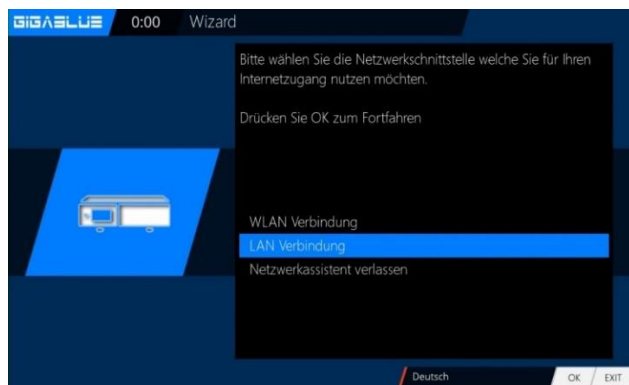 GIGABLUE 0:00 Wizard
Bitte wählen Sie die Netzwerkschnittstelle welche Sie für Ihren
Internetzugang nutzen möchten.
Drücken Sie OK zum Fortfahren
WLAN Verbindung
LAN Verbindung
Netzwerkassistent verlassen
Deutsch OK EXIT